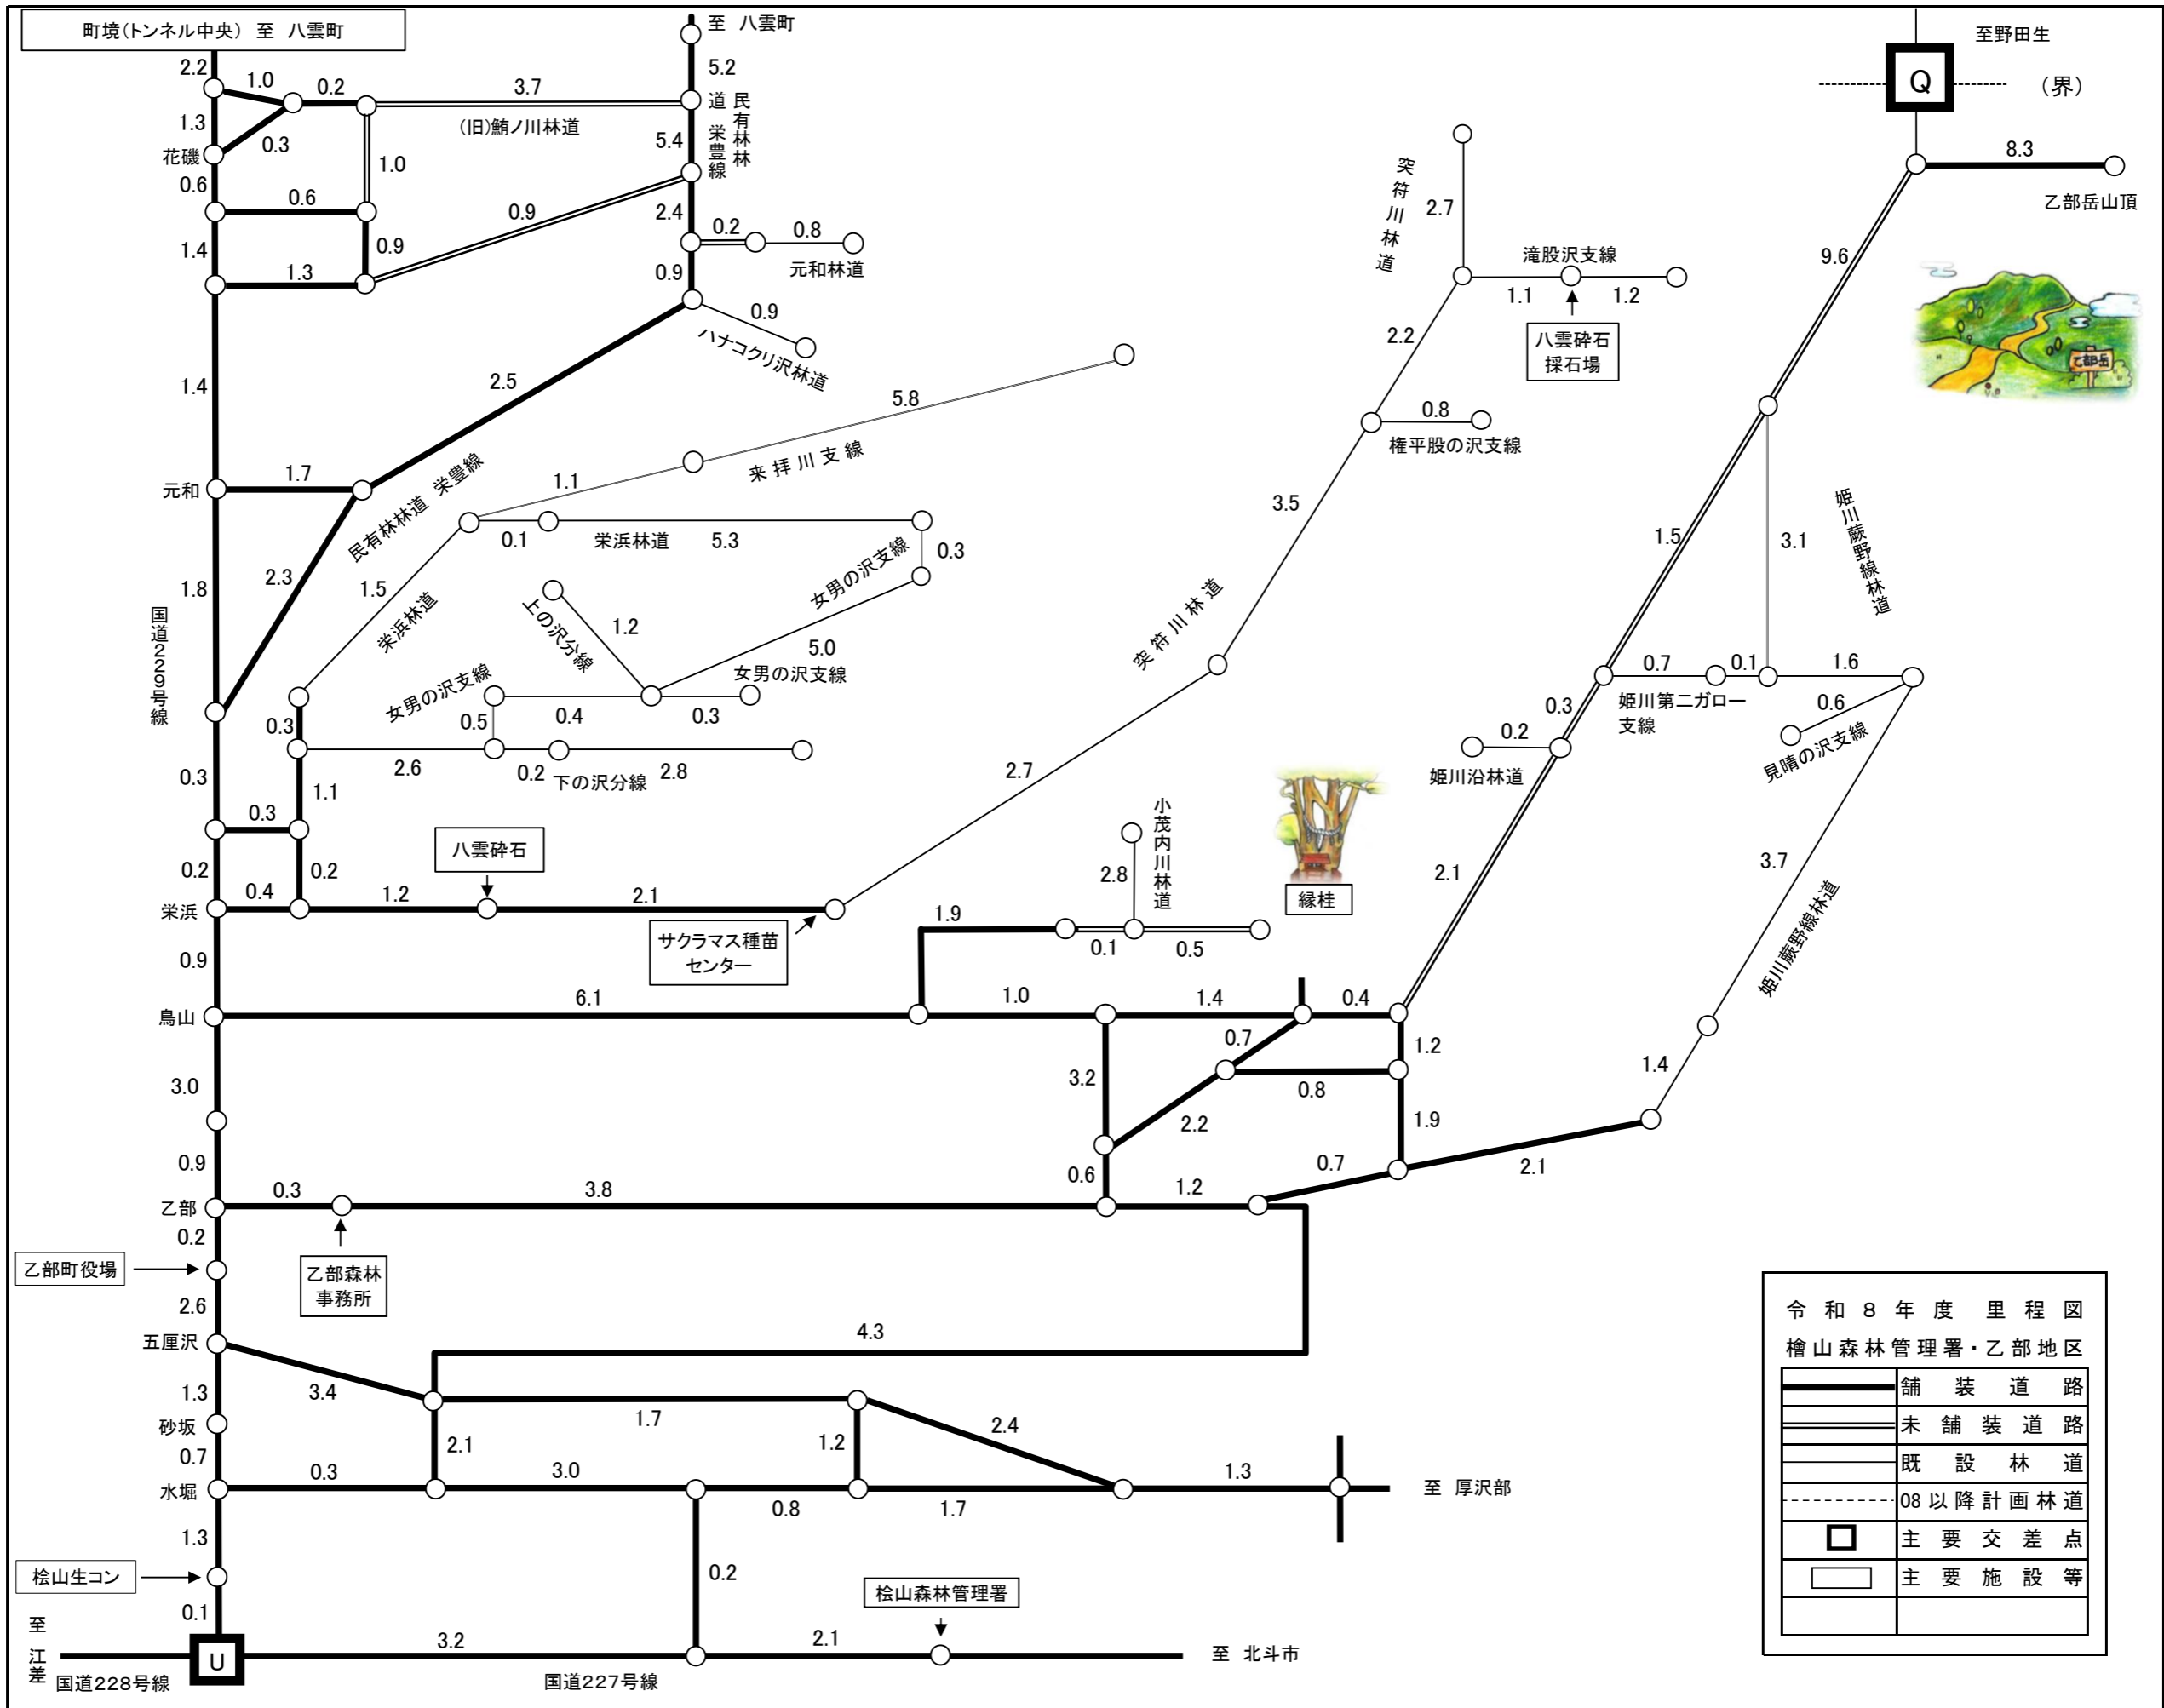 町境(トンネル中央) 至 八雲町
至 八雲町
至野田生
Q
(界)
2.2
1.0
0.2
3.7
5.2
(旧)鮪ノ川林道
民有林林道 栄豊線
1.3
0.3
1.0
5.4
花磯
0.6
0.6
0.9
2.4
0.2
0.8
元和林道
1.4
0.9
1.3
0.9
0.9
ハナコクリ沢林道
8.3
乙部岳山頂
9.6
乙部岳
突符川林道
2.7
滝股沢支線
1.1
1.2
八雲砕石
採石場
2.2
0.8
権平股の沢支線
3.5
1.4
2.5
5.8
来拝川支線
元和
1.7
民有林林道 栄豊線
1.1
0.1
栄浜林道
5.3
0.3
1.8
2.3
1.5
栄浜林道
女男の沢支線
上の沢分線
1.2
5.0
女男の沢支線
国道229号線
女男の沢支線
0.5
0.4
0.3
0.3
2.6
0.2
下の沢分線
2.8
突符川林道
2.7
1.5
3.1
姫川蕨野線林道
0.7
0.1
1.6
姫川第二ガロー
支線
0.6
見晴の沢支線
0.3
0.2
姫川沿林道
0.3
1.1
0.3
八雲砕石
0.2
0.2
0.4
1.2
2.1
栄浜
サクラマス種苗
センター
小茂内川林道
2.8
1.9
0.1
0.5
縁桂
2.1
3.7
姫川蕨野線林道
0.9
6.1
1.0
1.4
0.4
鳥山
0.7
1.2
3.2
0.8
1.4
3.0
2.2
1.9
0.9
0.6
0.7
2.1
乙部
0.3
3.8
1.2
0.2
乙部町役場
乙部森林
事務所
2.6
五厘沢
4.3
1.3
3.4
1.7
2.4
砂坂
2.1
1.2
0.7
0.3
3.0
1.3
水堀
至 厚沢部
0.8
1.7
1.3
桧山生コン
0.2
桧山森林管理署
0.1
至 江差
U
3.2
2.1
至 北斗市
国道228号線
国道227号線
令和8年度 里程図
檜山森林管理署・乙部地区
舗装道路
未舗装道路
既設林道
08以降計画林道
主要交差点
主要施設等